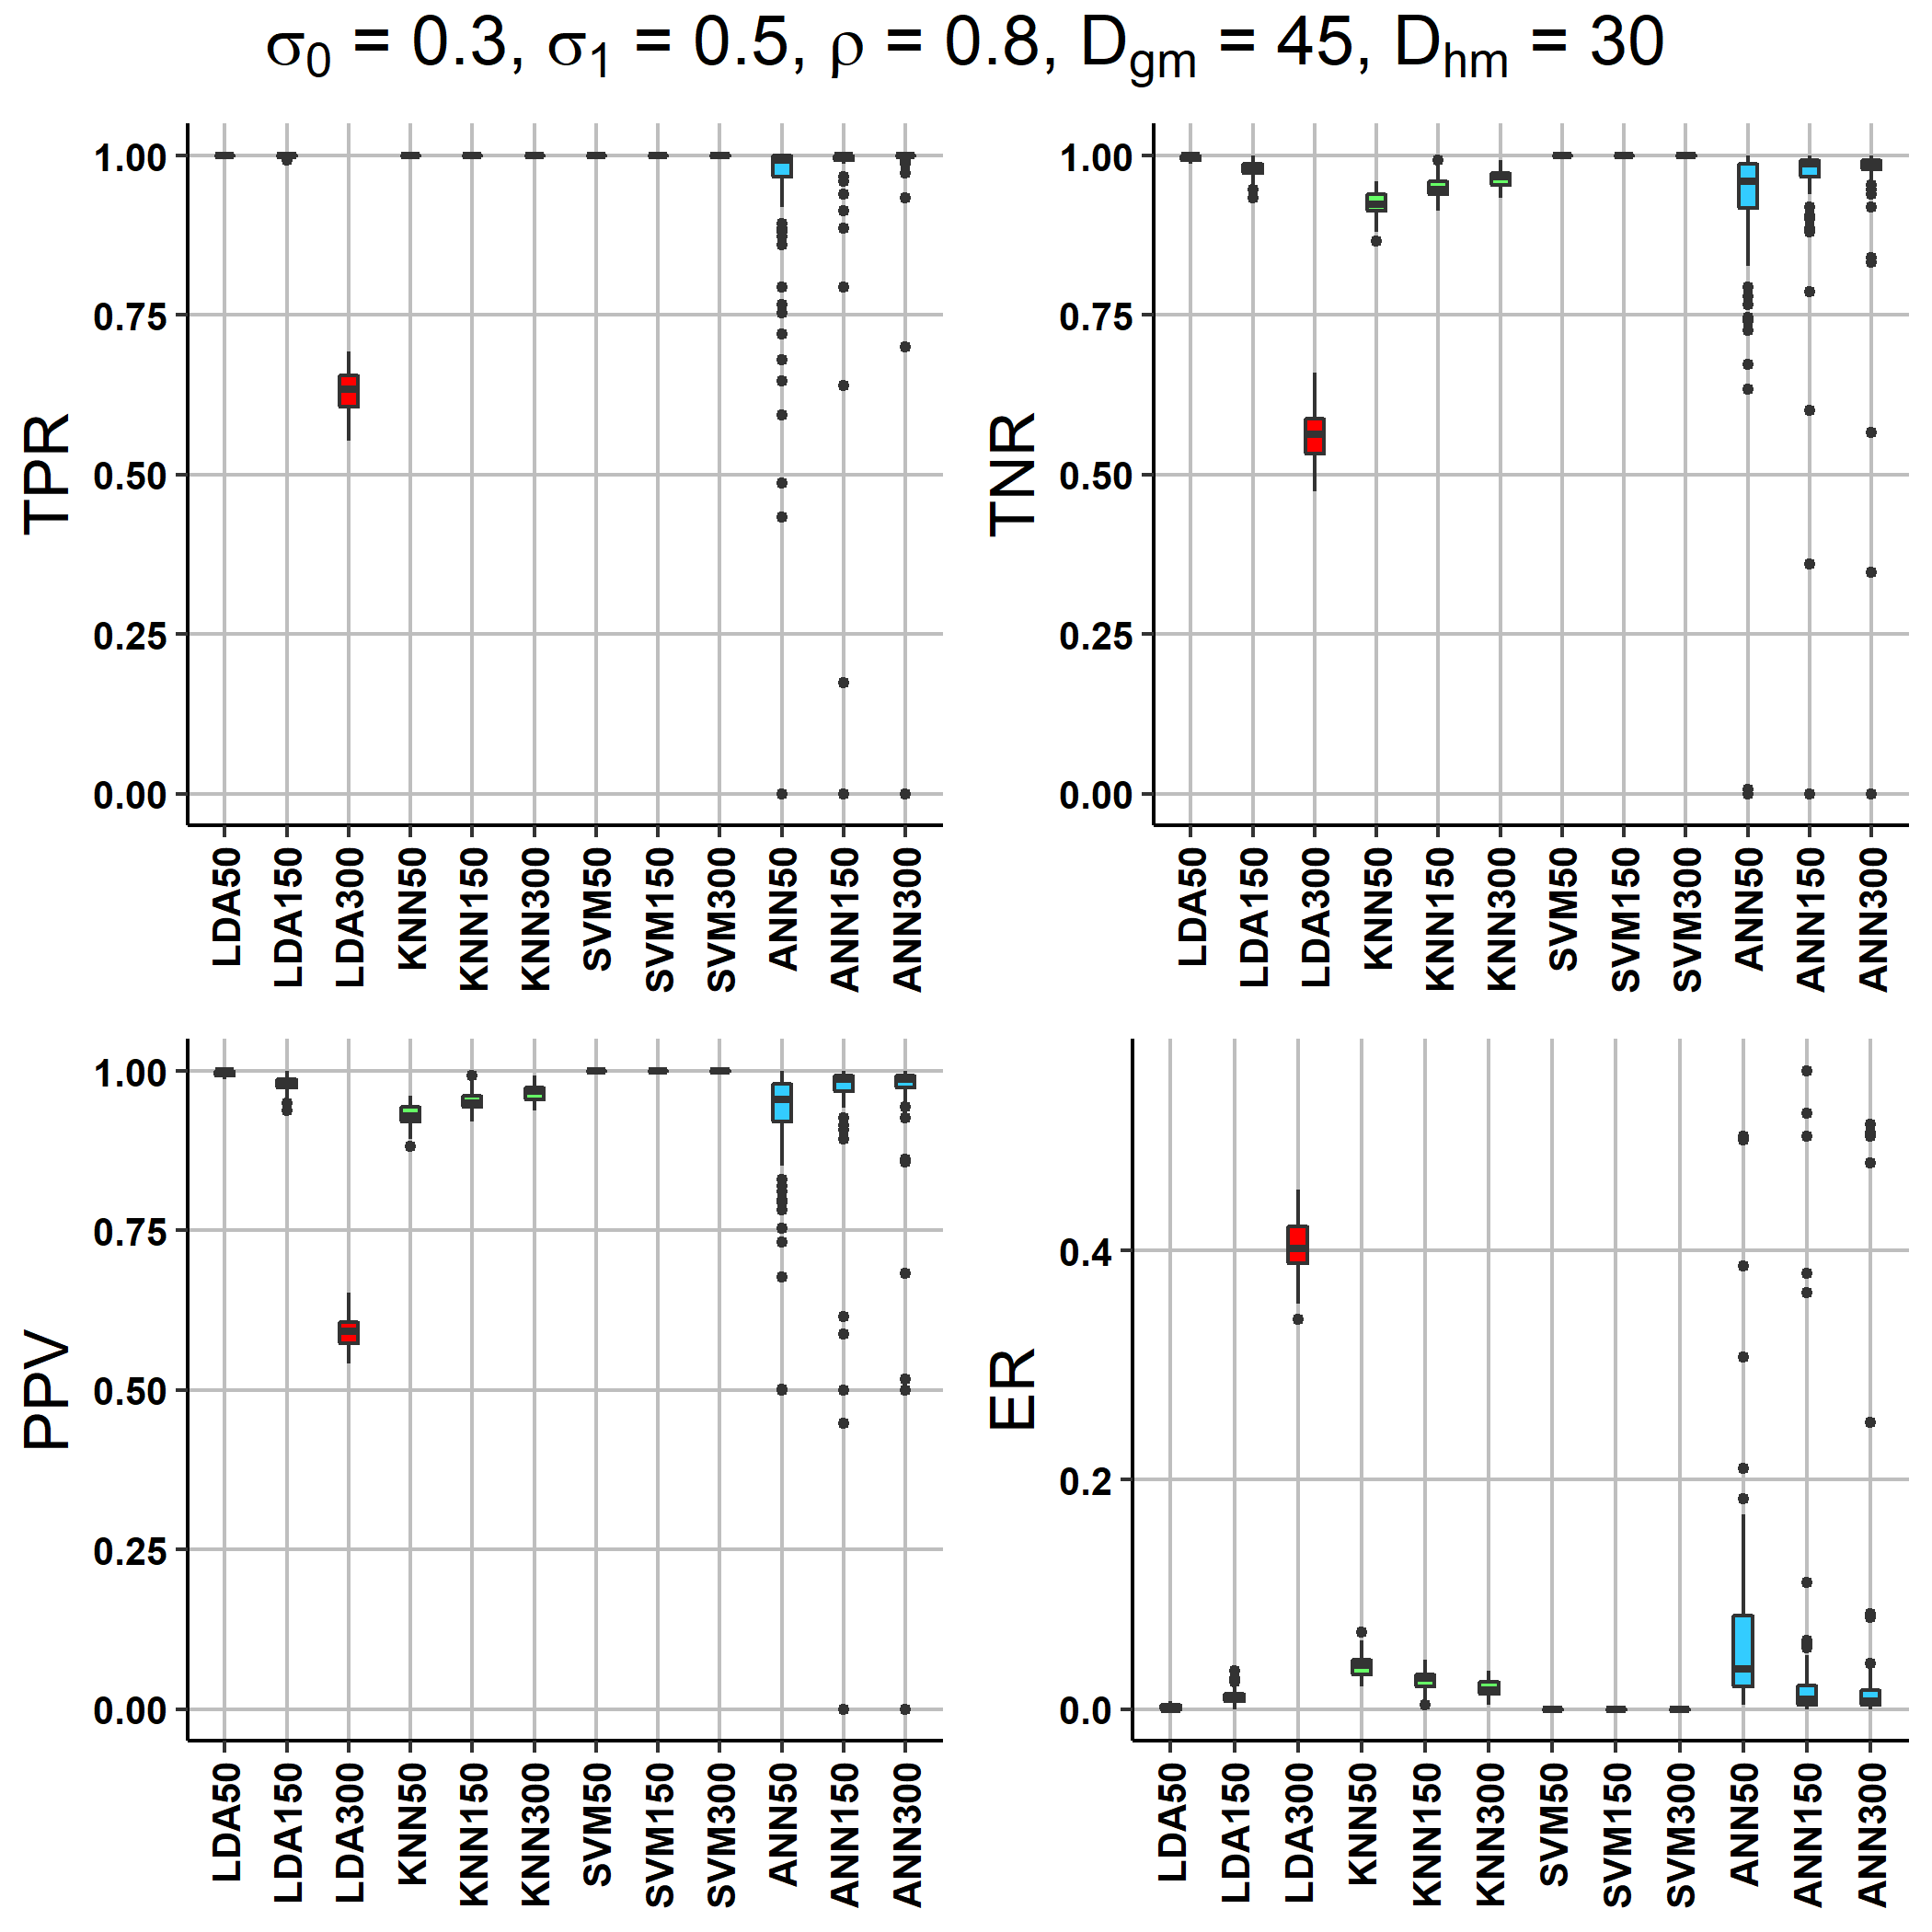 σ₀ = 0.3, σ₁ = 0.5, ρ = 0.8, D_gm = 45, D_hm = 30
TPR
1.00
0.75
0.50
0.25
0.00
LDA50
LDA150
LDA300
KNN50
KNN150
KNN300
SVM50
SVM150
SVM300
ANN50
ANN150
ANN300
TNR
1.00
0.75
0.50
0.25
0.00
LDA50
LDA150
LDA300
KNN50
KNN150
KNN300
SVM50
SVM150
SVM300
ANN50
ANN150
ANN300
PPV
1.00
0.75
0.50
0.25
0.00
LDA50
LDA150
LDA300
KNN50
KNN150
KNN300
SVM50
SVM150
SVM300
ANN50
ANN150
ANN300
ER
0.4
0.2
0.0
LDA50
LDA150
LDA300
KNN50
KNN150
KNN300
SVM50
SVM150
SVM300
ANN50
ANN150
ANN300